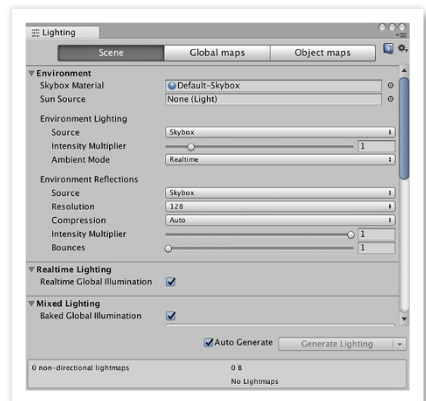 Lighting
Scene Global maps Object maps
Environment
Skybox Material Default-Skybox
Sun Source None (Light)
Environment Lighting
Source Skybox
Intensity Multiplier 1
Ambient Mode Realtime
Environment Reflections
Source Skybox
Resolution 128
Compression Auto
Intensity Multiplier 1
Bounces 1
Realtime Lighting
Realtime Global Illumination
Mixed Lighting
Baked Global Illumination
Auto Generate Generate Lighting
0 non-directional lightmaps 0 B
No Lightmaps